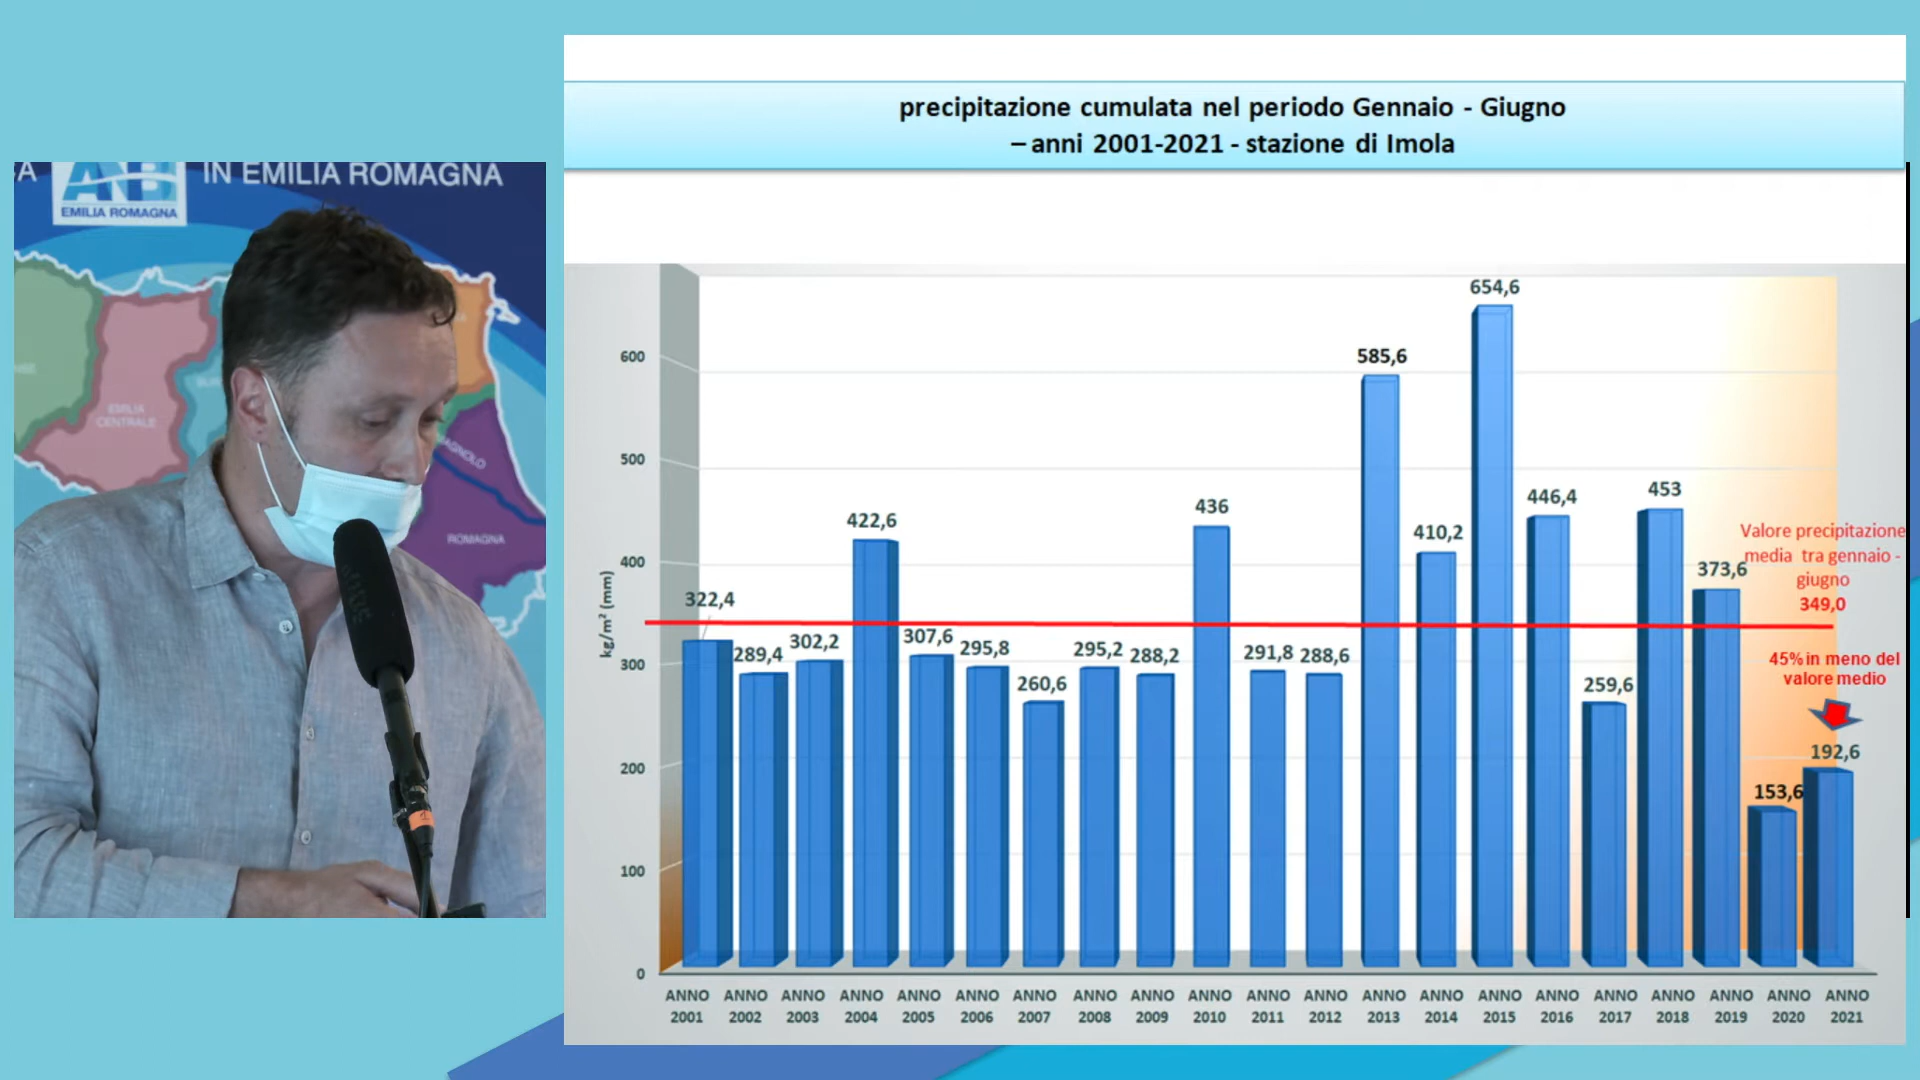 precipitazione cumulata nel periodo Gennaio - Giugno
– anni 2001-2021 - stazione di Imola
IN EMILIA ROMAGNA
EMILIA ROMAGNA
EMILIA
CENTRALE
ROMAGNA
kg/m² (mm)
600
500
400
300
200
100
0
322,4
289,4
302,2
422,6
307,6
295,8
260,6
295,2
288,2
436
291,8
288,6
585,6
410,2
654,6
446,4
259,6
453
373,6
153,6
192,6
Valore precipitazione
media tra gennaio -
giugno
349,0
45% in meno del
valore medio
ANNO 2001
ANNO 2002
ANNO 2003
ANNO 2004
ANNO 2005
ANNO 2006
ANNO 2007
ANNO 2008
ANNO 2009
ANNO 2010
ANNO 2011
ANNO 2012
ANNO 2013
ANNO 2014
ANNO 2015
ANNO 2016
ANNO 2017
ANNO 2018
ANNO 2019
ANNO 2020
ANNO 2021